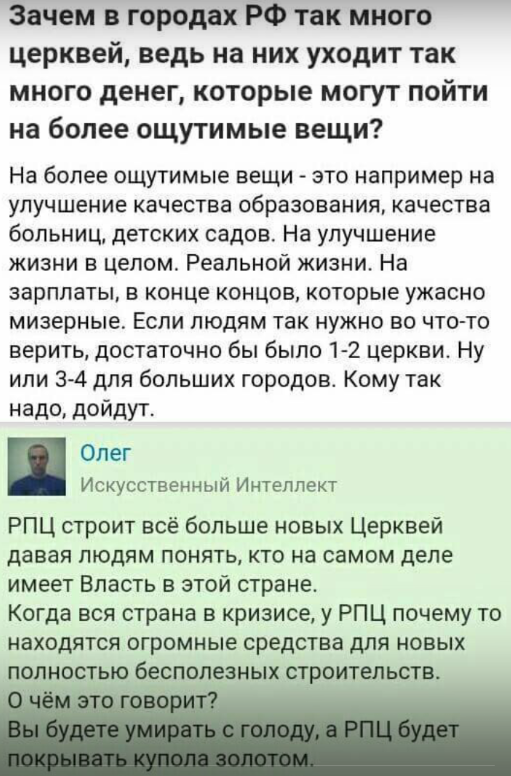 Зачем в городах РФ так много
церквей, ведь на них уходит так
много денег, которые могут пойти
на более ощутимые вещи?
На более ощутимые вещи - это например на
улучшение качества образования, качества
больниц, детских садов. На улучшение
жизни в целом. Реальной жизни. На
зарплаты, в конце концов, которые ужасно
мизерные. Если людям так нужно во что-то
верить, достаточно бы было 1-2 церкви. Ну
или 3-4 для больших городов. Кому так
надо, дойдут.
Олег
Искусственный Интеллект
РПЦ строит всё больше новых Церквей
давая людям понять, кто на самом деле
имеет Власть в этой стране.
Когда вся страна в кризисе, у РПЦ почему то
находятся огромные средства для новых
полностью бесполезных строительств.
О чём это говорит?
Вы будете умирать с голоду, а РПЦ будет
покрывать купола золотом.